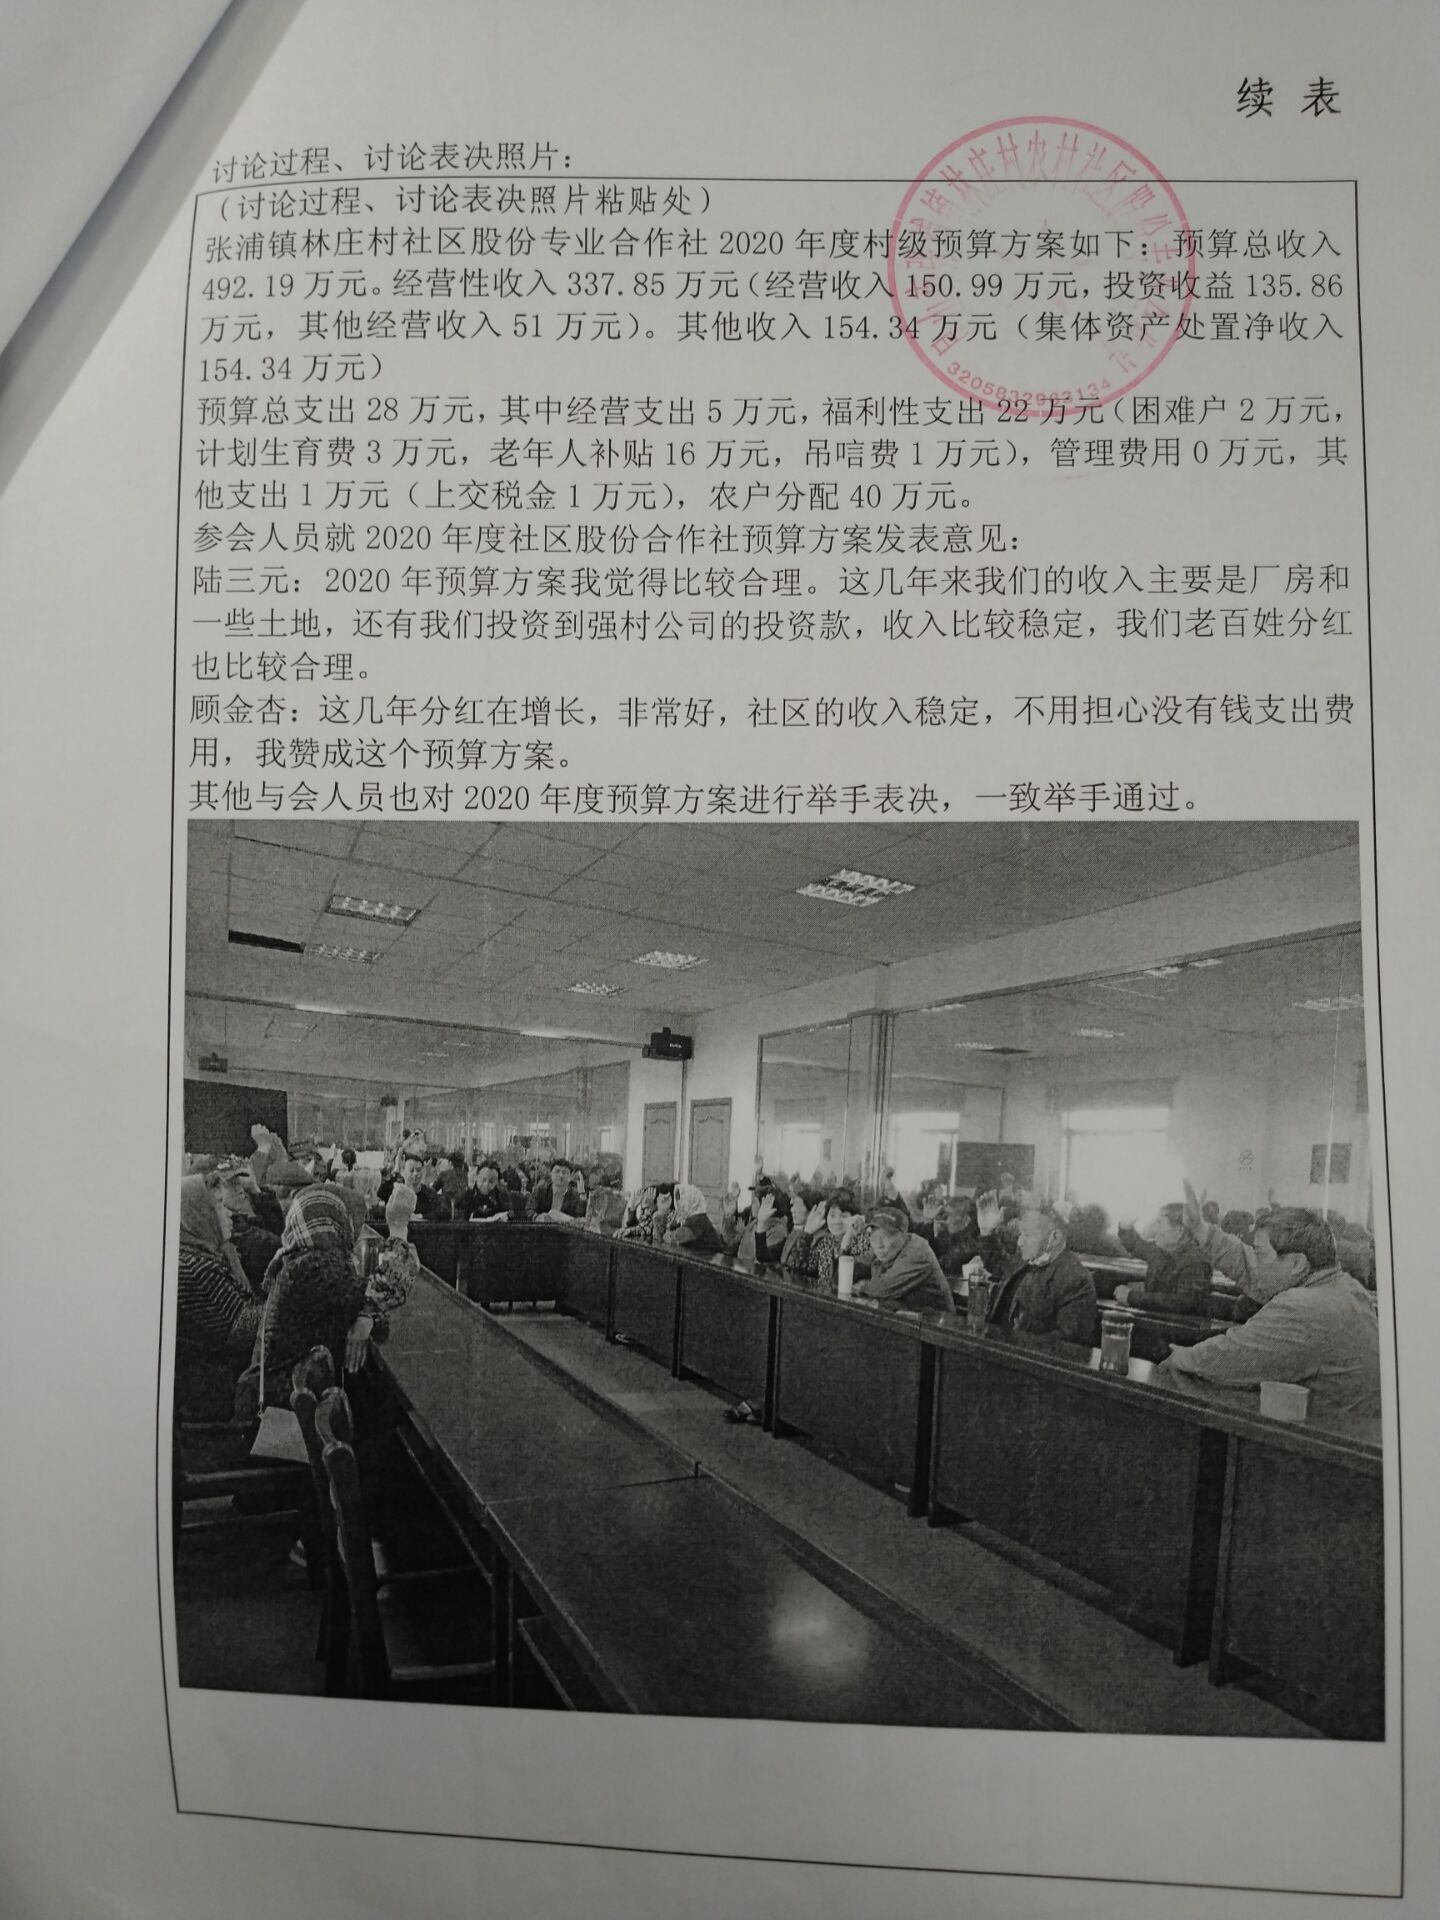 续 表
讨论过程、讨论表决照片：
（讨论过程、讨论表决照片粘贴处）
张浦镇林庄村社区股份专业合作社 2020 年度村级预算方案如下：预算总收入
492.19 万元。经营性收入 337.85 万元（经营收入 150.99 万元，投资收益 135.86
万元，其他经营收入 51 万元）。其他收入 154.34 万元（集体资产处置净收入
154.34 万元）
预算总支出 28 万元，其中经营支出 5 万元，福利性支出 22 万元（困难户 2 万元，
计划生育费 3 万元，老年人补贴 16 万元，吊唁费 1 万元），管理费用 0 万元，其
他支出 1 万元（上交税金 1 万元），农户分配 40 万元。
参会人员就 2020 年度社区股份合作社预算方案发表意见：
陆三元：2020 年预算方案我觉得比较合理。这几年来我们的收入主要是厂房和
一些土地，还有我们投资到强村公司的投资款，收入比较稳定，我们老百姓分红
也比较合理。
顾金杏：这几年分红在增长，非常好，社区的收入稳定，不用担心没有钱支出费
用，我赞成这个预算方案。
其他与会人员也对 2020 年度预算方案进行举手表决，一致举手通过。
3205832963134